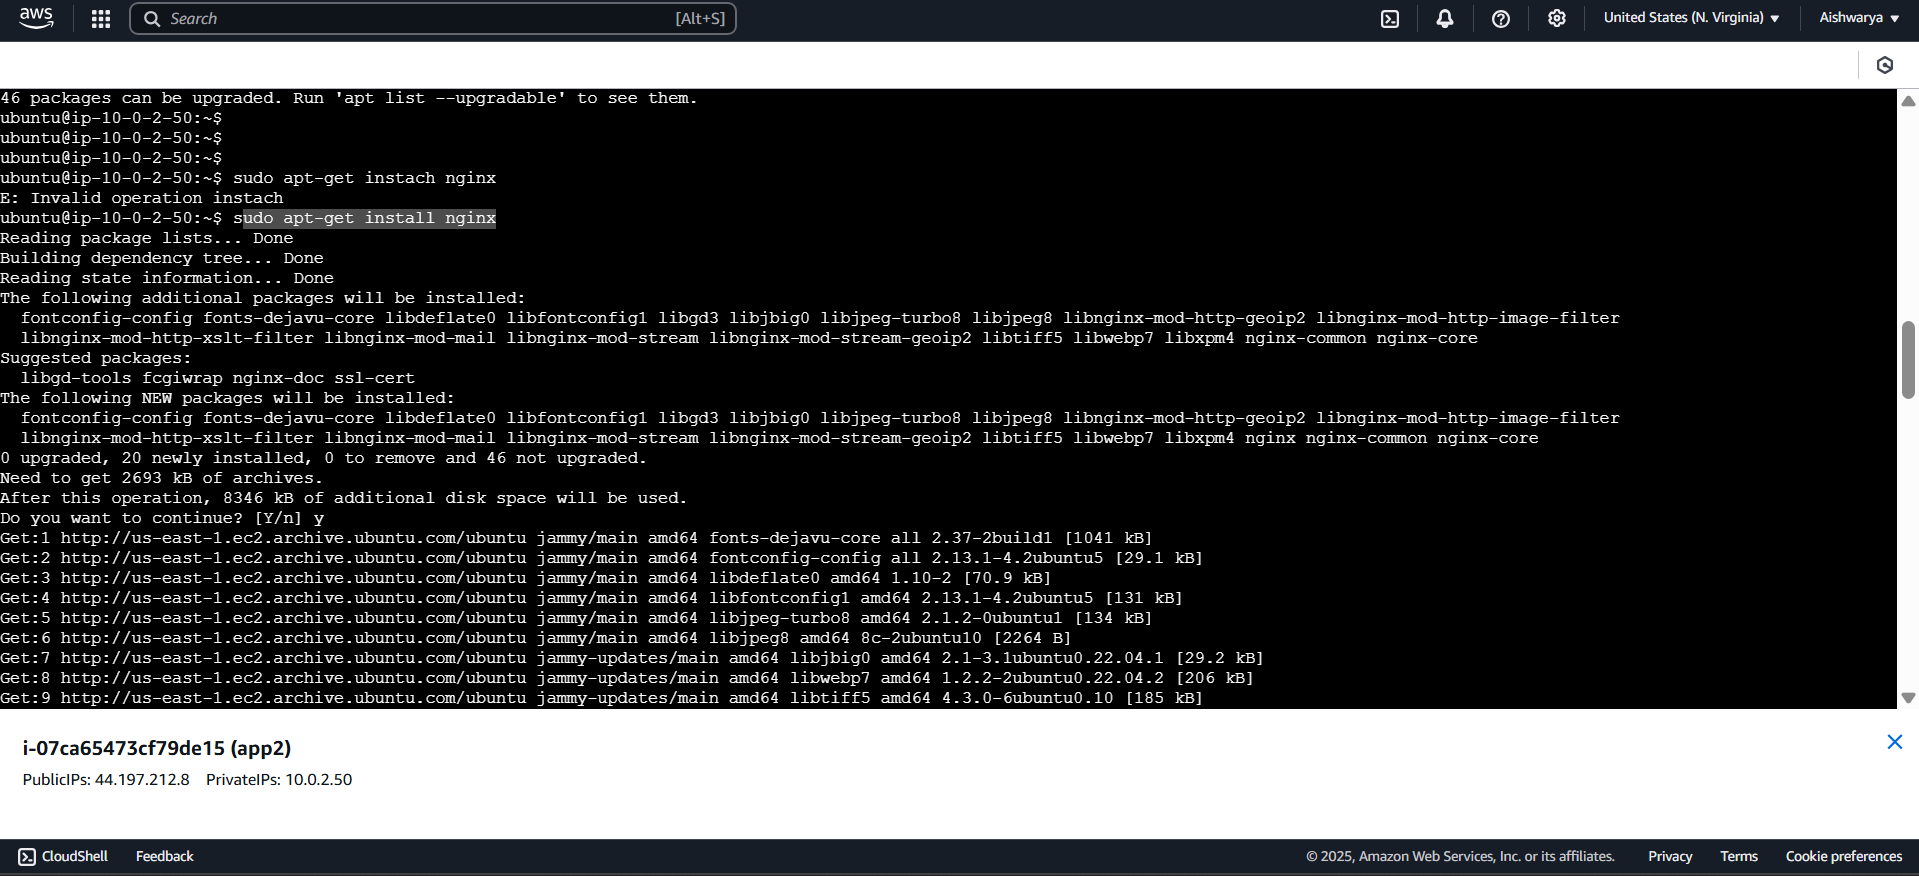 aws
Search [Alt+S]
United States (N. Virginia)
Aishwarya
46 packages can be upgraded. Run 'apt list --upgradable' to see them.
ubuntu@ip-10-0-2-50:~$
ubuntu@ip-10-0-2-50:~$
ubuntu@ip-10-0-2-50:~$
ubuntu@ip-10-0-2-50:~$ sudo apt-get instach nginx
E: Invalid operation instach
ubuntu@ip-10-0-2-50:~$ sudo apt-get install nginx
Reading package lists... Done
Building dependency tree... Done
Reading state information... Done
The following additional packages will be installed:
  fontconfig-config fonts-dejavu-core libdeflate0 libfontconfig1 libgd3 libjbig0 libjpeg-turbo8 libjpeg8 libnginx-mod-http-geoip2 libnginx-mod-http-image-filter
  libnginx-mod-http-xslt-filter libnginx-mod-mail libnginx-mod-stream libnginx-mod-stream-geoip2 libtiff5 libwebp7 libxpm4 nginx-common nginx-core
Suggested packages:
  libgd-tools fcgiwrap nginx-doc ssl-cert
The following NEW packages will be installed:
  fontconfig-config fonts-dejavu-core libdeflate0 libfontconfig1 libgd3 libjbig0 libjpeg-turbo8 libjpeg8 libnginx-mod-http-geoip2 libnginx-mod-http-image-filter
  libnginx-mod-http-xslt-filter libnginx-mod-mail libnginx-mod-stream libnginx-mod-stream-geoip2 libtiff5 libwebp7 libxpm4 nginx nginx-common nginx-core
0 upgraded, 20 newly installed, 0 to remove and 46 not upgraded.
Need to get 2693 kB of archives.
After this operation, 8346 kB of additional disk space will be used.
Do you want to continue? [Y/n] y
Get:1 http://us-east-1.ec2.archive.ubuntu.com/ubuntu jammy/main amd64 fonts-dejavu-core all 2.37-2build1 [1041 kB]
Get:2 http://us-east-1.ec2.archive.ubuntu.com/ubuntu jammy/main amd64 fontconfig-config all 2.13.1-4.2ubuntu5 [29.1 kB]
Get:3 http://us-east-1.ec2.archive.ubuntu.com/ubuntu jammy/main amd64 libdeflate0 amd64 1.10-2 [70.9 kB]
Get:4 http://us-east-1.ec2.archive.ubuntu.com/ubuntu jammy/main amd64 libfontconfig1 amd64 2.13.1-4.2ubuntu5 [131 kB]
Get:5 http://us-east-1.ec2.archive.ubuntu.com/ubuntu jammy/main amd64 libjpeg-turbo8 amd64 2.1.2-0ubuntu1 [134 kB]
Get:6 http://us-east-1.ec2.archive.ubuntu.com/ubuntu jammy/main amd64 libjpeg8 amd64 8c-2ubuntu10 [2264 B]
Get:7 http://us-east-1.ec2.archive.ubuntu.com/ubuntu jammy-updates/main amd64 libjbig0 amd64 2.1-3.1ubuntu0.22.04.1 [29.2 kB]
Get:8 http://us-east-1.ec2.archive.ubuntu.com/ubuntu jammy-updates/main amd64 libwebp7 amd64 1.2.2-2ubuntu0.22.04.2 [206 kB]
Get:9 http://us-east-1.ec2.archive.ubuntu.com/ubuntu jammy-updates/main amd64 libtiff5 amd64 4.3.0-6ubuntu0.10 [185 kB]
i-07ca65473cf79de15 (app2)
PublicIPs: 44.197.212.8 PrivateIPs: 10.0.2.50
CloudShell Feedback © 2025, Amazon Web Services, Inc. or its affiliates. Privacy Terms Cookie preferences